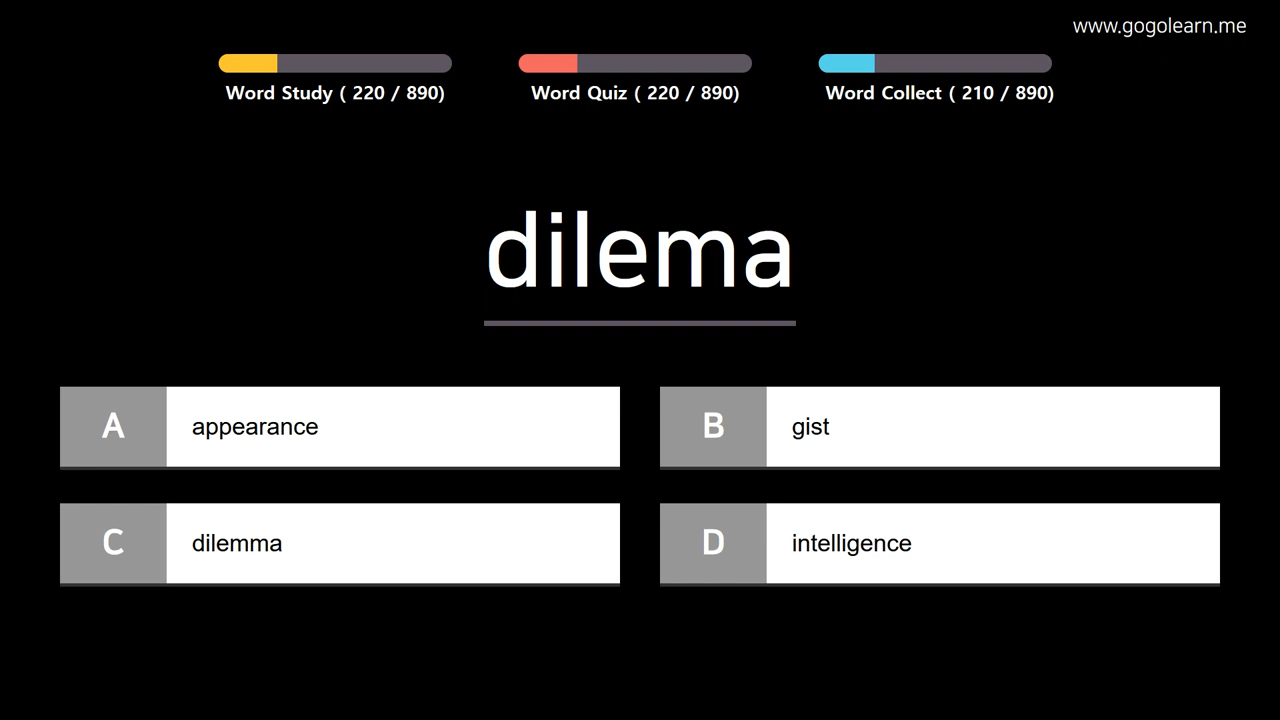 www.gogolearn.me
Word Study ( 220 / 890)
Word Quiz ( 220 / 890)
Word Collect ( 210 / 890)
dilema
A appearance
B gist
C dilemma
D intelligence